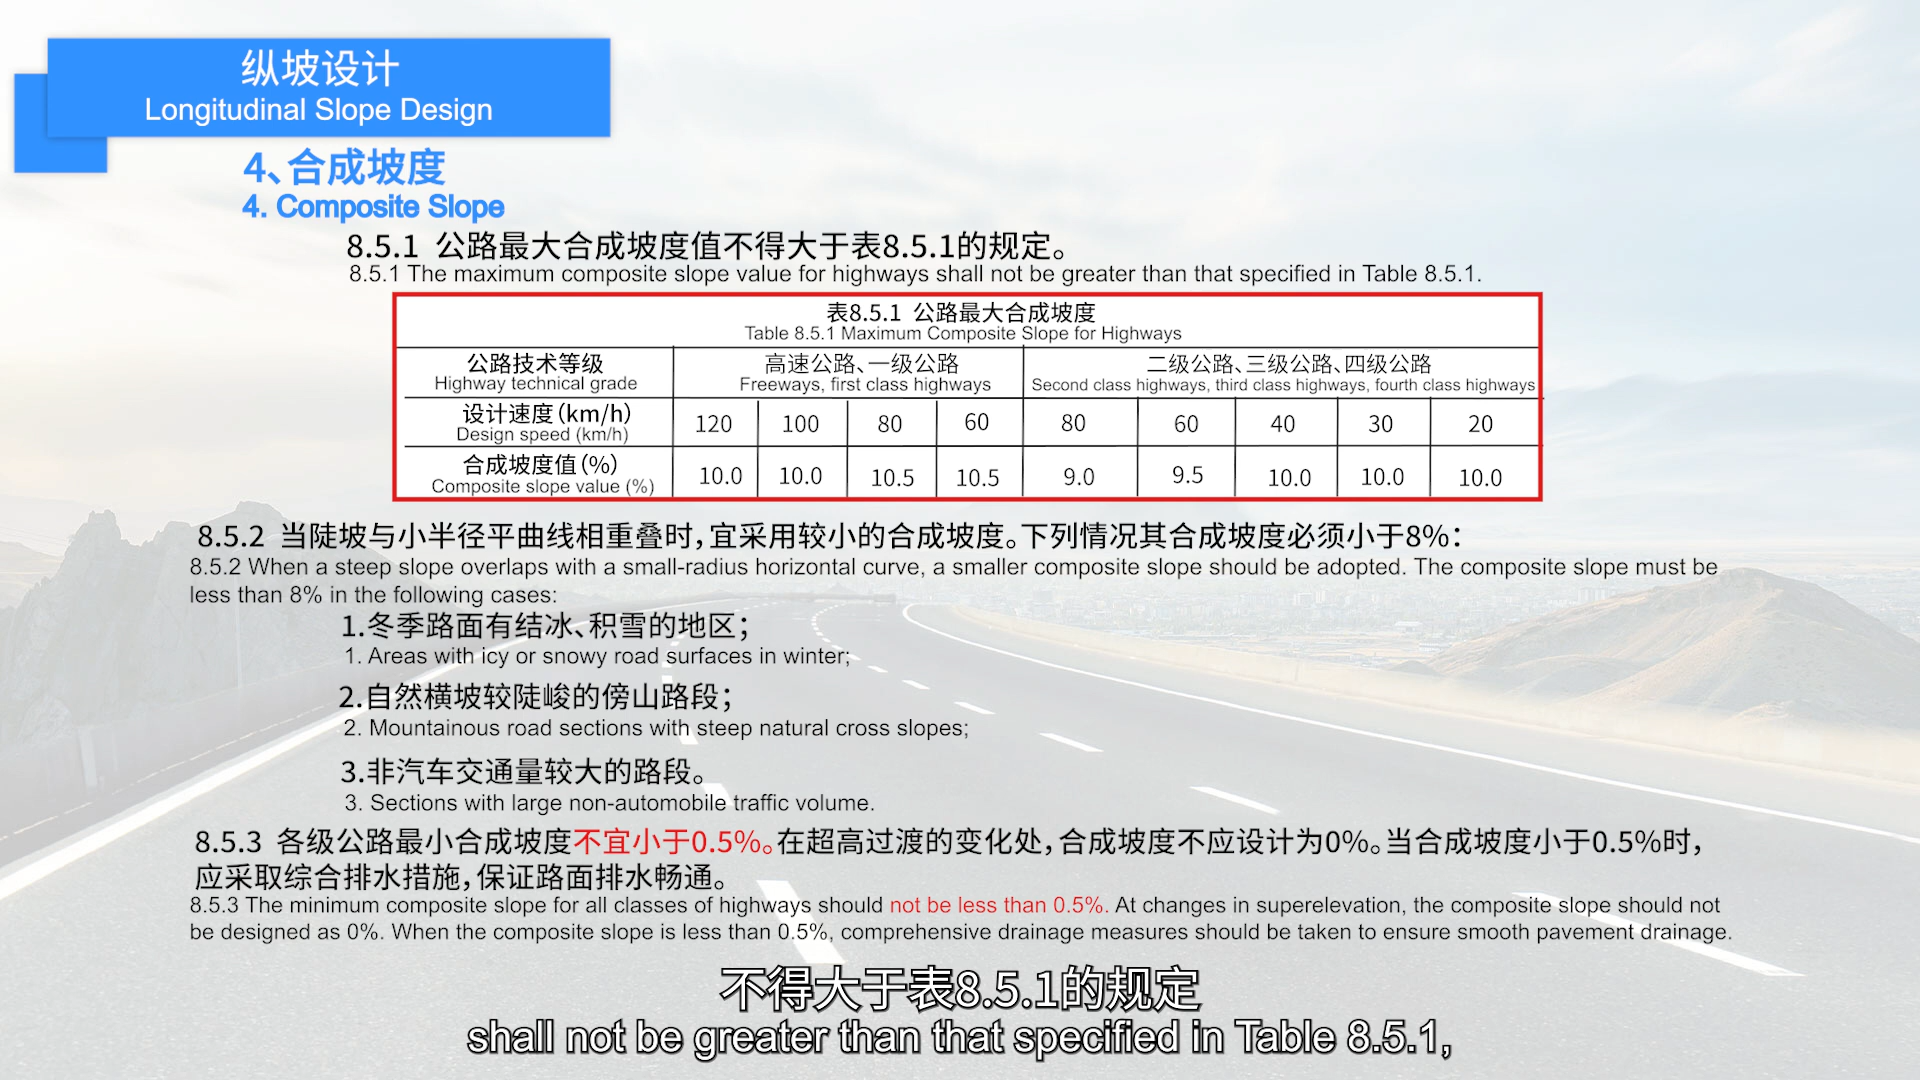 纵坡设计
Longitudinal Slope Design
4、合成坡度
4. Composite Slope
8.5.1 公路最大合成坡度值不得大于表8.5.1的规定。
8.5.1 The maximum composite slope value for highways shall not be greater than that specified in Table 8.5.1.
表8.5.1 公路最大合成坡度
Table 8.5.1 Maximum Composite Slope for Highways
公路技术等级 高速公路、一级公路 二级公路、三级公路、四级公路
Highway technical grade Freeways, first class highways Second class highways, third class highways, fourth class highways
设计速度(km/h)
Design speed (km/h) 120 100 80 60 80 60 40 30 20
合成坡度值(%)
Composite slope value (%) 10.0 10.0 10.5 10.5 9.0 9.5 10.0 10.0 10.0
8.5.2 当陡坡与小半径平曲线相重叠时,宜采用较小的合成坡度。下列情况其合成坡度必须小于8%:
8.5.2 When a steep slope overlaps with a small-radius horizontal curve, a smaller composite slope should be adopted. The composite slope must be
less than 8% in the following cases:
1.冬季路面有结冰、积雪的地区;
1. Areas with icy or snowy road surfaces in winter;
2.自然横坡较陡峻的傍山路段;
2. Mountainous road sections with steep natural cross slopes;
3.非汽车交通量较大的路段。
3. Sections with large non-automobile traffic volume.
8.5.3 各级公路最小合成坡度不宜小于0.5%。在超高过渡的变化处,合成坡度不应设计为0%。当合成坡度小于0.5%时,
应采取综合排水措施,保证路面排水畅通。
8.5.3 The minimum composite slope for all classes of highways should not be less than 0.5%. At changes in superelevation, the composite slope should not
be designed as 0%. When the composite slope is less than 0.5%, comprehensive drainage measures should be taken to ensure smooth pavement drainage.
不得大于表8.5.1的规定
shall not be greater than that specified in Table 8.5.1,